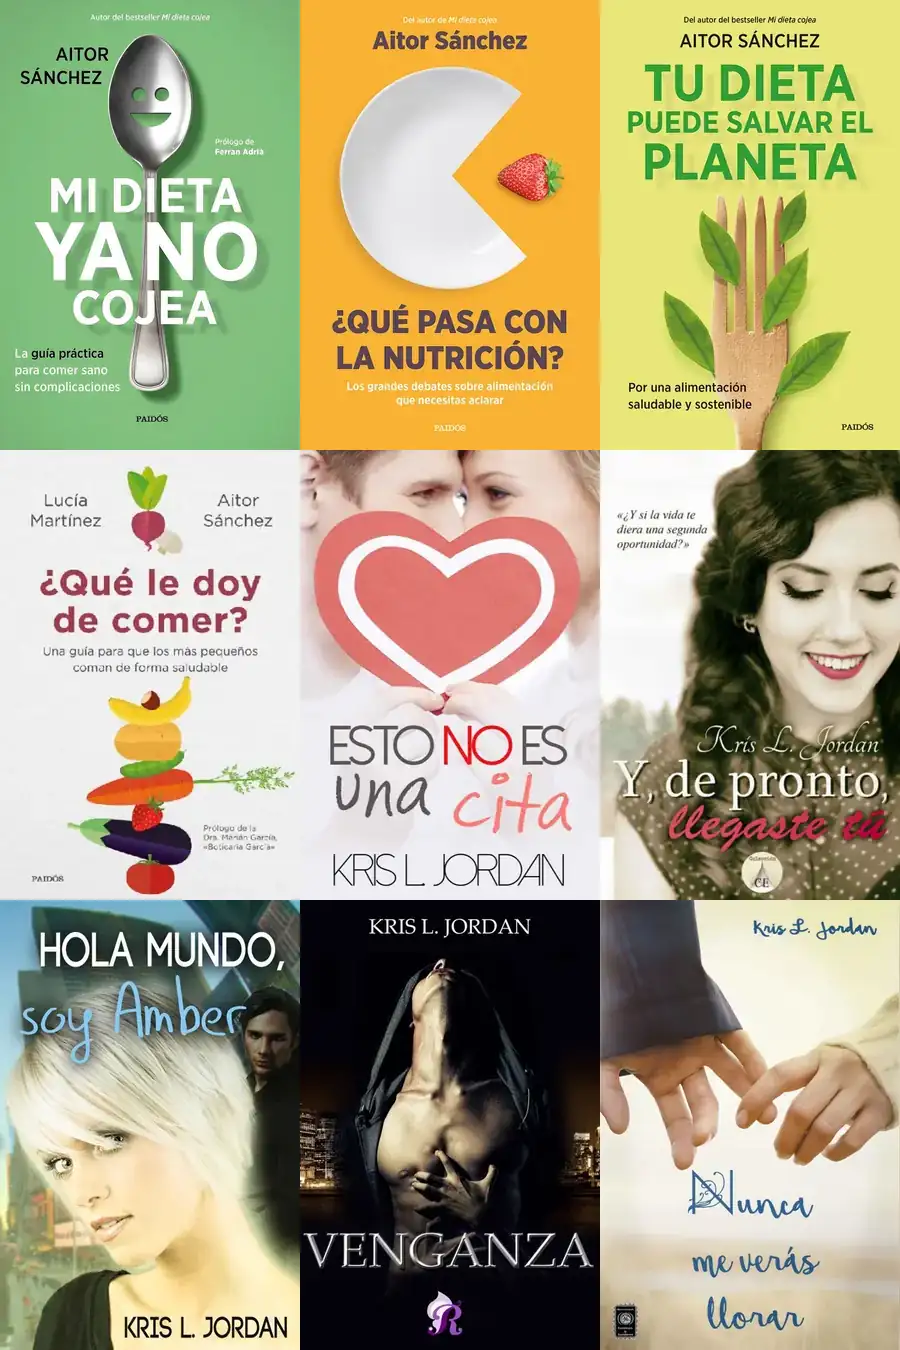 Autor del bestseller Mi dieta cojea
AITOR
SÁNCHEZ
Prólogo de
Ferran Adrià
MI DIETA
YA NO
COJEA
La guía práctica
para comer sano
sin complicaciones
PAIDÓS
Del autor de Mi dieta cojea
Aitor Sánchez
¿QUÉ PASA CON
LA NUTRICIÓN?
Los grandes debates sobre alimentación
que necesitas aclarar
PAIDÓS
Del autor del bestseller Mi dieta cojea
AITOR SÁNCHEZ
TU DIETA
PUEDE SALVAR EL
PLANETA
Por una alimentación
saludable y sostenible
PAIDÓS
Lucía
Martínez
Aitor
Sánchez
¿Qué le doy
de comer?
Una guía para que los más pequeños
coman de forma saludable
Prólogo de la
Dra. Marián García,
«Boticaria García»
PAIDÓS
ESTO NO ES
una cita
KRIS L. JORDAN
«¿Y si la vida te
diera una segunda
oportunidad?»
Kris L. Jordan
Y, de pronto,
llegaste tú
CE
HOLA MUNDO,
soy Amber
KRIS L. JORDAN
KRIS L. JORDAN
VENGANZA
R
Kris L. Jordan
Nunca
me verás
llorar